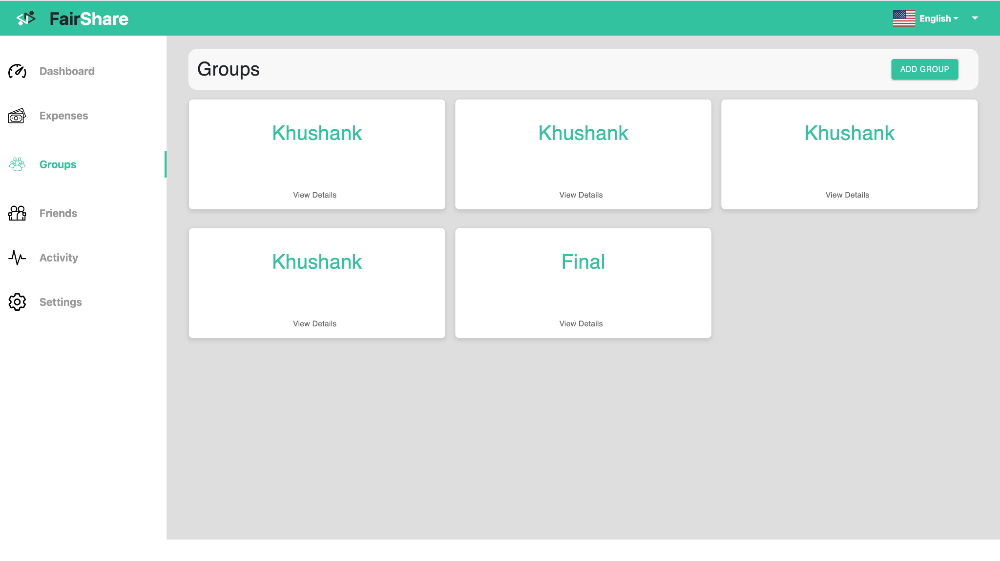 FairShare
English
Dashboard
Expenses
Groups
Friends
Activity
Settings
Groups
ADD GROUP
Khushank
View Details
Khushank
View Details
Khushank
View Details
Khushank
View Details
Final
View Details